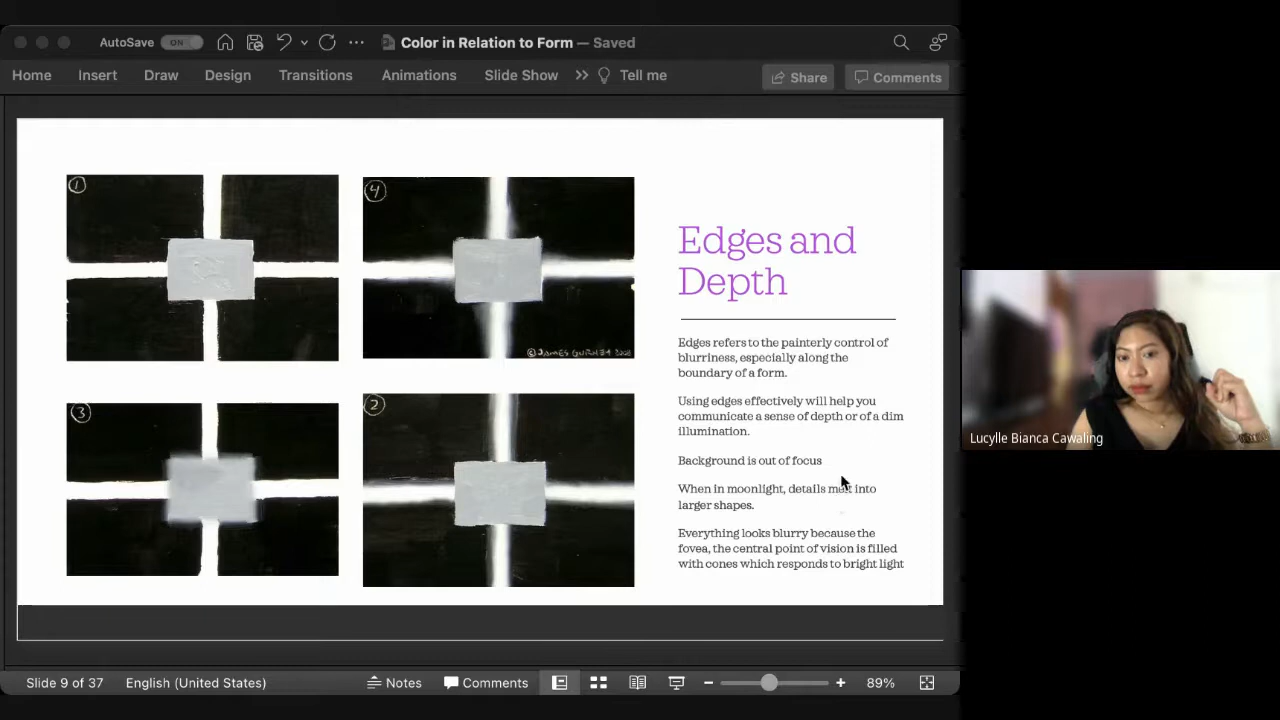 AutoSave ON Color in Relation to Form — Saved
Home Insert Draw Design Transitions Animations Slide Show Tell me Share Comments
1
4
©JAMES GURNEY
3
2
Edges and
Depth
Edges refers to the painterly control of
blurriness, especially along the
boundary of a form.
Using edges effectively will help you
communicate a sense of depth or of a dim
illumination.
Background is out of focus
When in moonlight, details melt into
larger shapes.
Everything looks blurry because the
fovea, the central point of vision is filled
with cones which responds to bright light
Lucylle Bianca Cawaling
Slide 9 of 37 English (United States) Notes Comments 89%